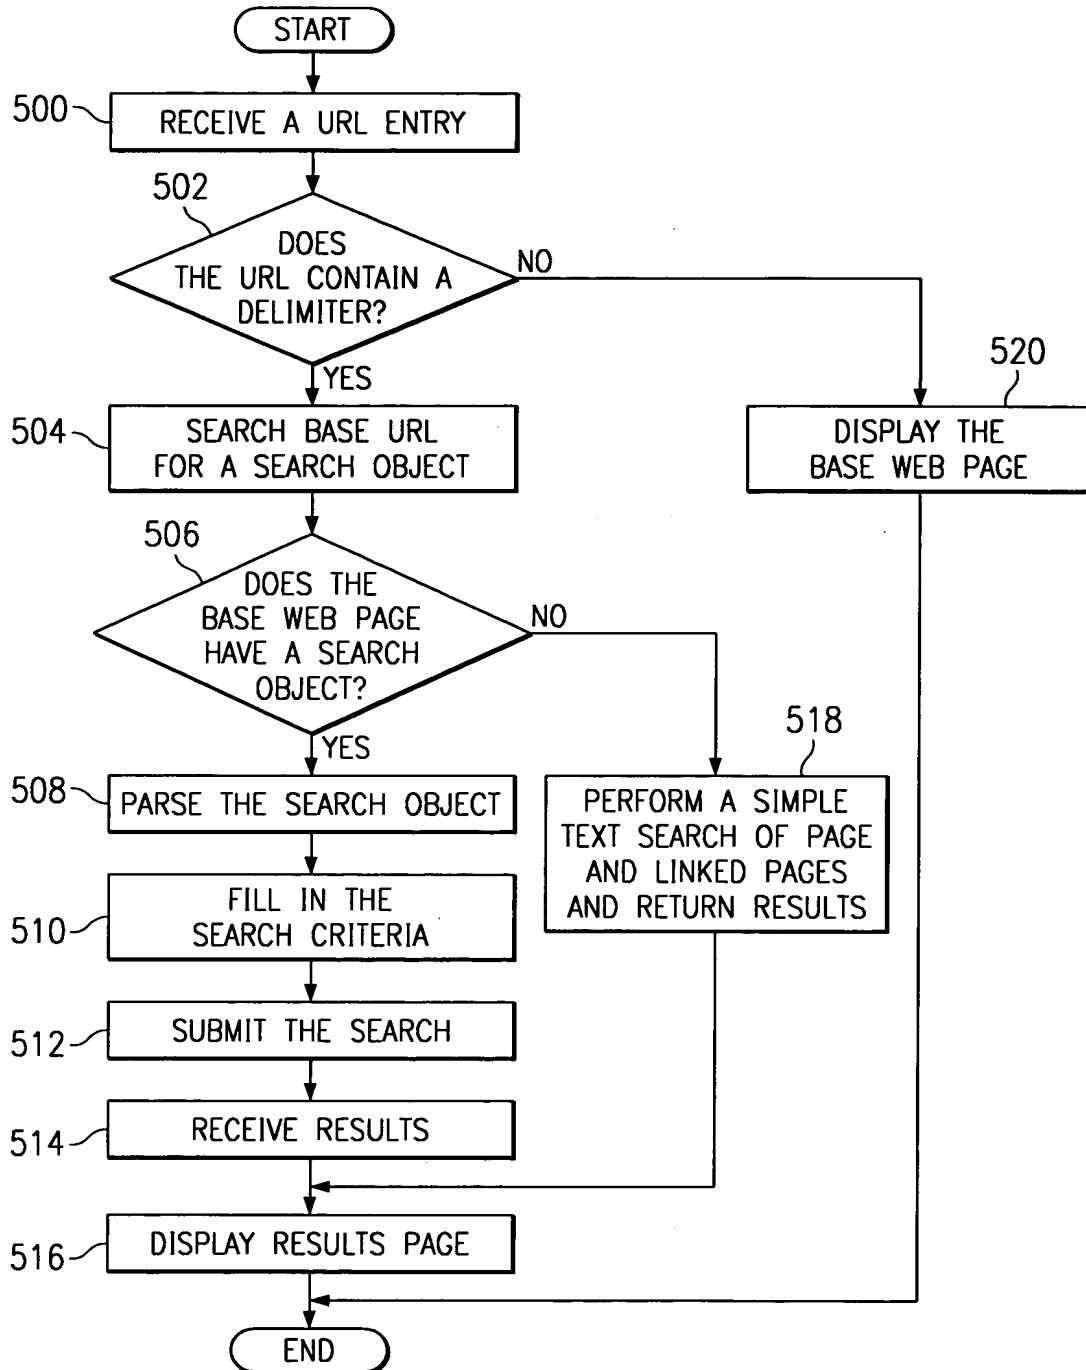 START
500
RECEIVE A URL ENTRY
502
DOES
THE URL CONTAIN A
DELIMITER?
NO
YES
504
SEARCH BASE URL
FOR A SEARCH OBJECT
520
DISPLAY THE
BASE WEB PAGE
506
DOES THE
BASE WEB PAGE
HAVE A SEARCH
OBJECT?
NO
YES
508
PARSE THE SEARCH OBJECT
518
PERFORM A SIMPLE
TEXT SEARCH OF PAGE
AND LINKED PAGES
AND RETURN RESULTS
510
FILL IN THE
SEARCH CRITERIA
512
SUBMIT THE SEARCH
514
RECEIVE RESULTS
516
DISPLAY RESULTS PAGE
END